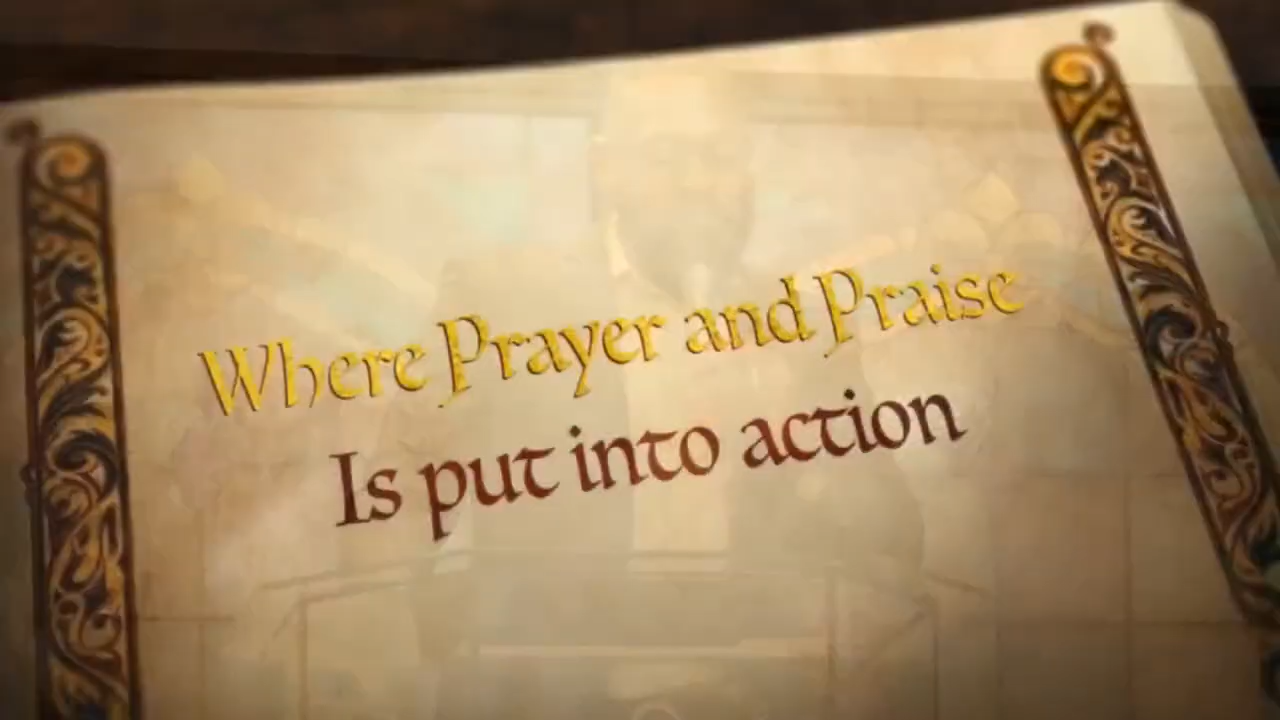 Where Prayer and Praise
Is put into action